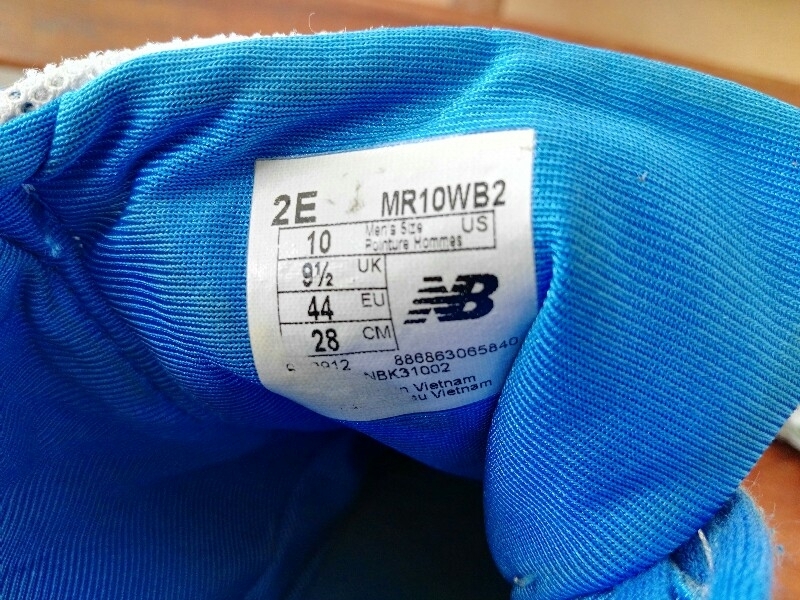 2E MR10WB2
10 Men's Size US
Pointure Hommes
9½ UK
44 EU
NB
28 CM
886863065840
NBK31002
Vietnam
Vietnam